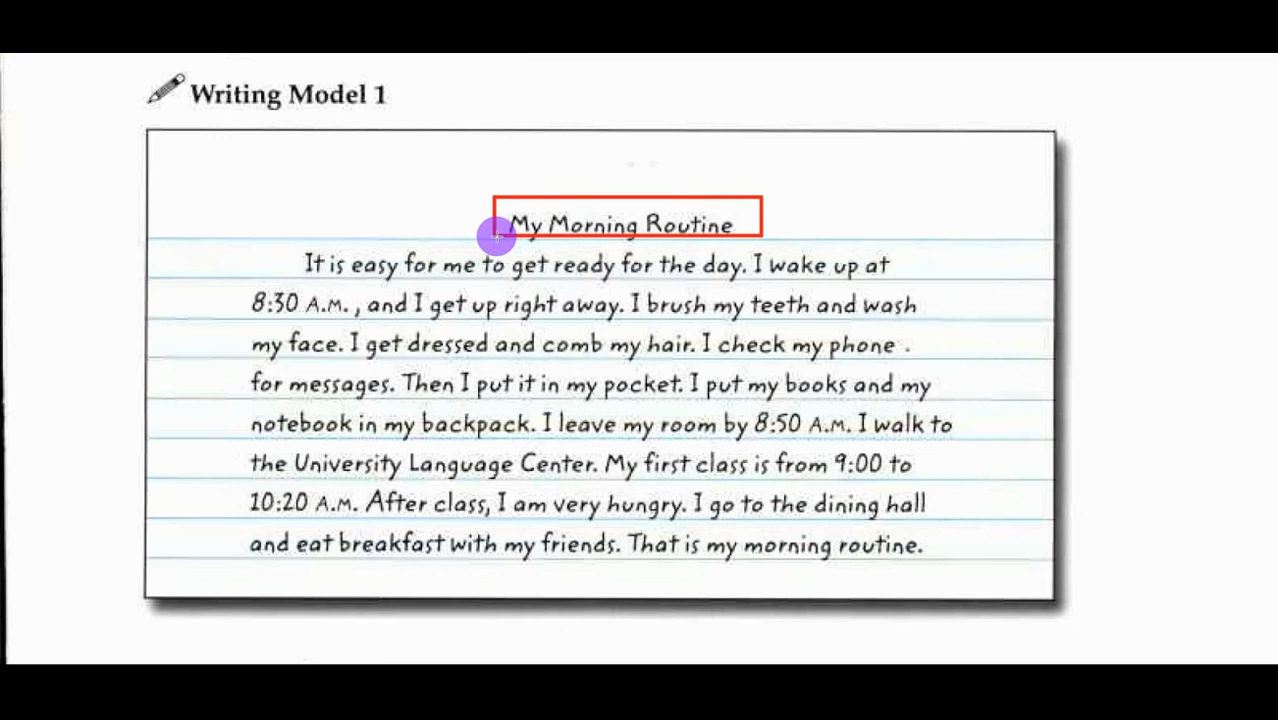 Writing Model 1
My Morning Routine
It is easy for me to get ready for the day. I wake up at
8:30 A.M. , and I get up right away. I brush my teeth and wash
my face. I get dressed and comb my hair. I check my phone .
for messages. Then I put it in my pocket. I put my books and my
notebook in my backpack. I leave my room by 8:50 A.M. I walk to
the University Language Center. My first class is from 9:00 to
10:20 A.M. After class, I am very hungry. I go to the dining hall
and eat breakfast with my friends. That is my morning routine.